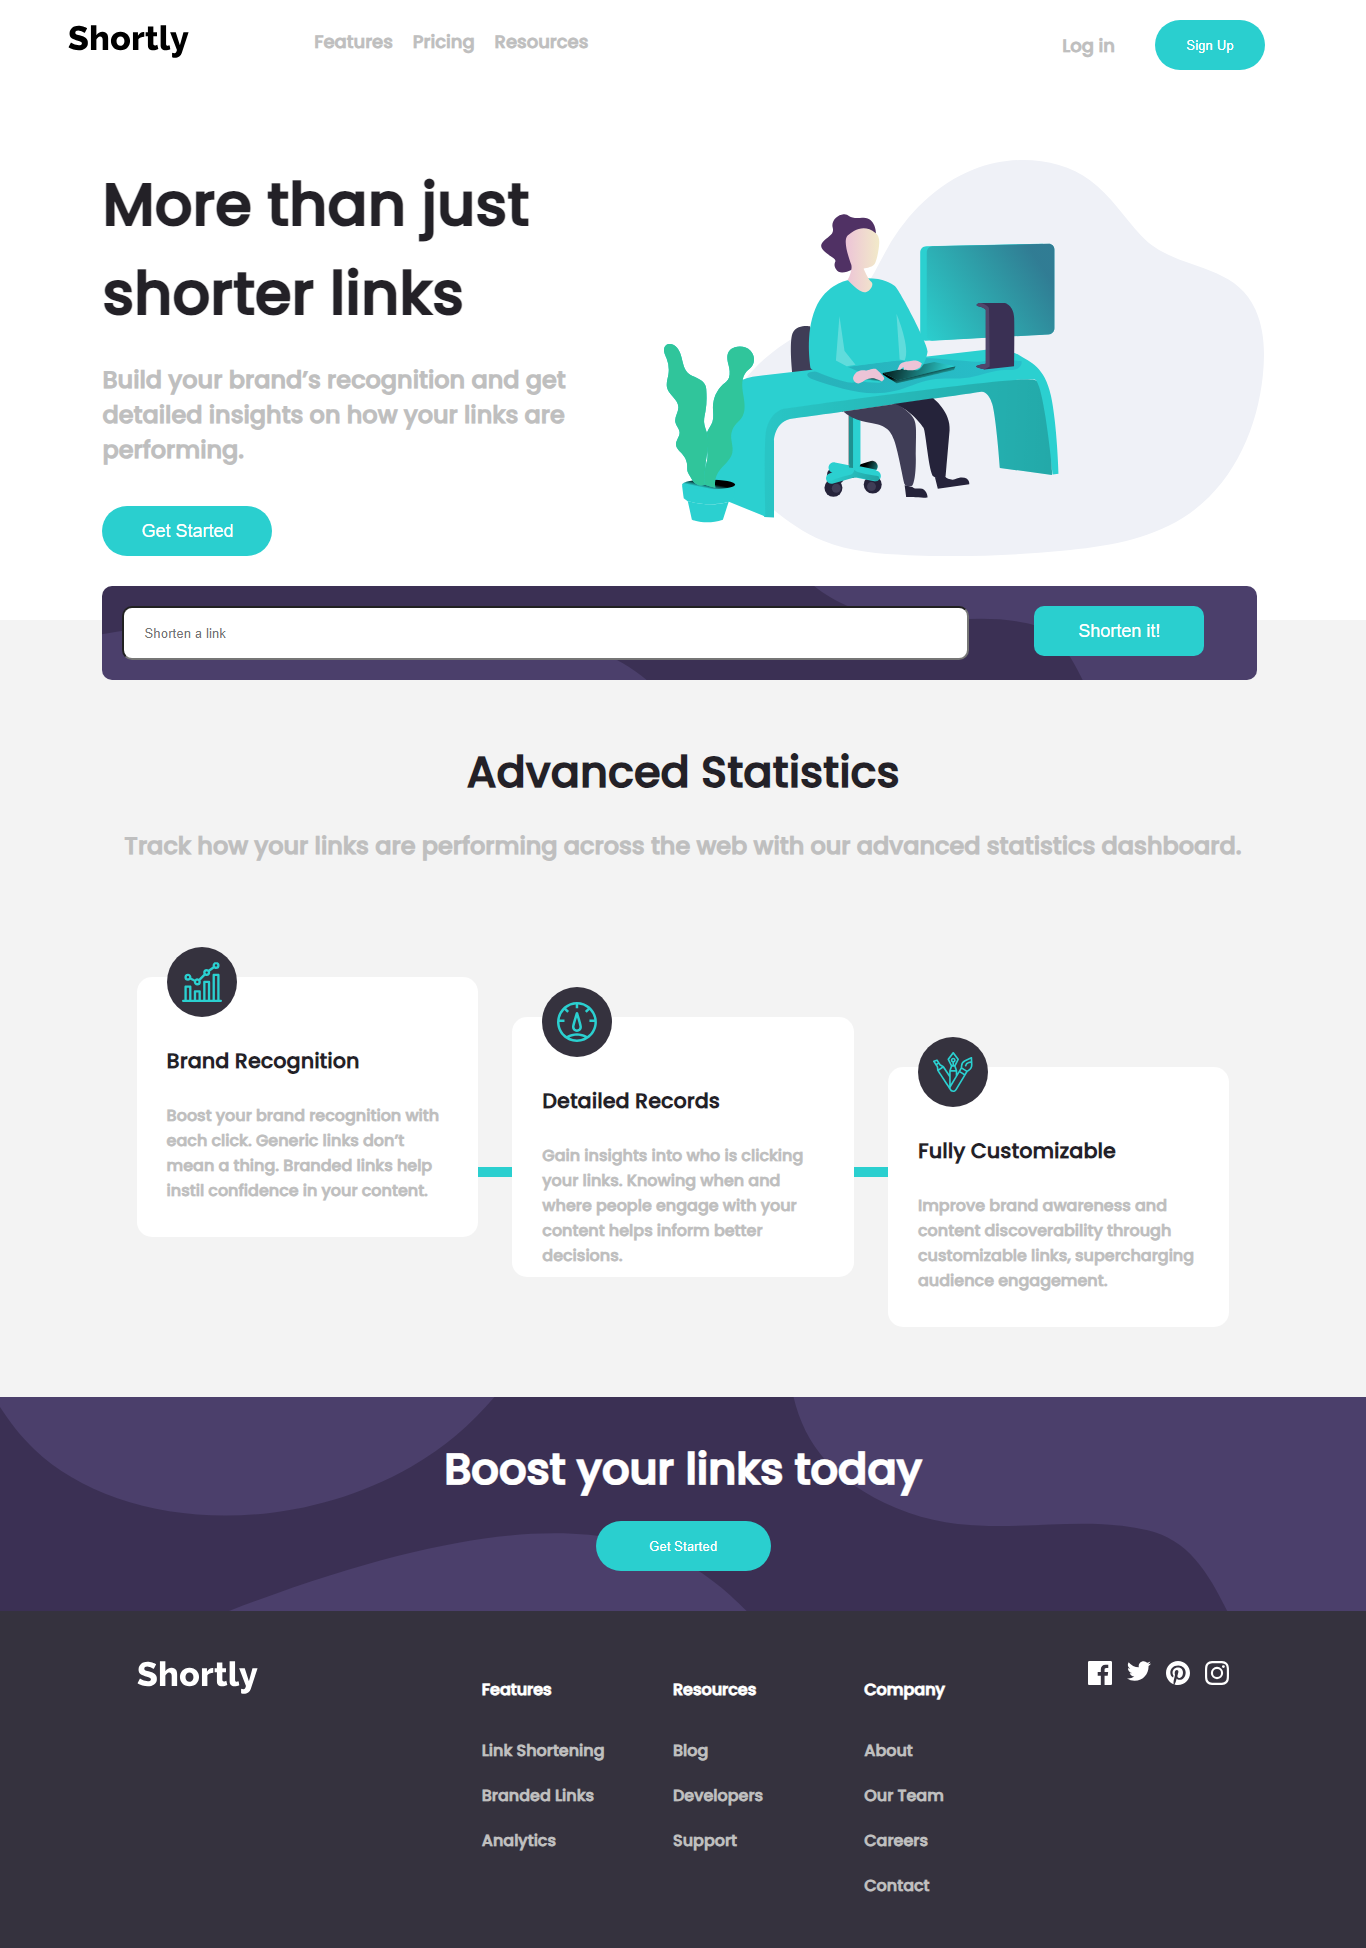 Shortly
Features Pricing Resources
Log in
Sign Up
More than just
shorter links
Build your brand’s recognition and get
detailed insights on how your links are
performing.
Get Started
Shorten a link
Shorten it!
Advanced Statistics
Track how your links are performing across the web with our advanced statistics dashboard.
Brand Recognition
Boost your brand recognition with
each click. Generic links don’t
mean a thing. Branded links help
instil confidence in your content.
Detailed Records
Gain insights into who is clicking
your links. Knowing when and
where people engage with your
content helps inform better
decisions.
Fully Customizable
Improve brand awareness and
content discoverability through
customizable links, supercharging
audience engagement.
Boost your links today
Get Started
Shortly
Features
Link Shortening
Branded Links
Analytics
Resources
Blog
Developers
Support
Company
About
Our Team
Careers
Contact